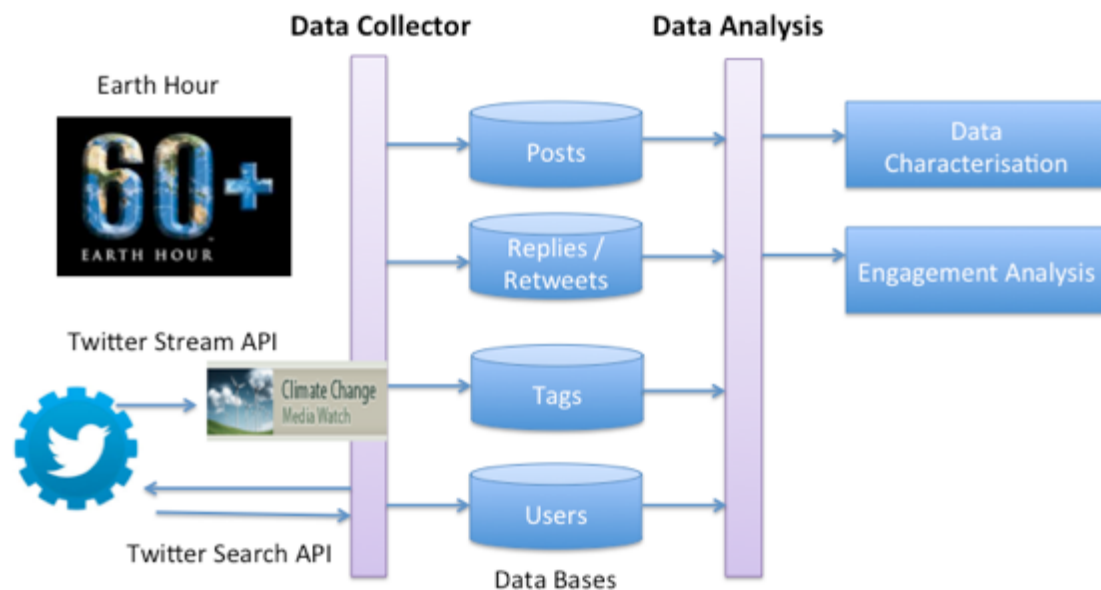 Data Collector
Data Analysis
Earth Hour
60+
EARTH HOUR
Posts
Data
Characterisation
Replies /
Retweets
Engagement Analysis
Twitter Stream API
Climate Change
Media Watch
Tags
Users
Twitter Search API
Data Bases